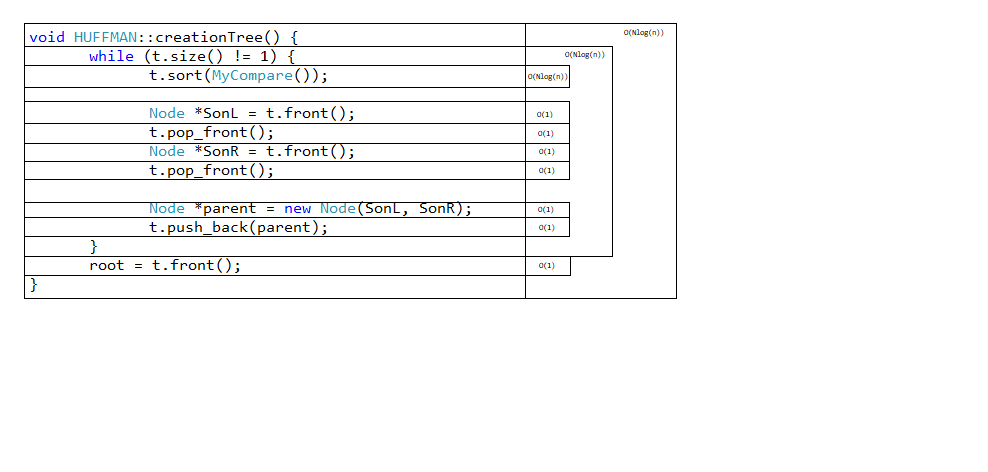 void HUFFMAN::creationTree() { O(Nlog(n))
while (t.size() != 1) { O(Nlog(n))
t.sort(MyCompare()); O(Nlog(n))
Node *SonL = t.front(); O(1)
t.pop_front(); O(1)
Node *SonR = t.front(); O(1)
t.pop_front(); O(1)
Node *parent = new Node(SonL, SonR); O(1)
t.push_back(parent); O(1)
}
root = t.front(); O(1)
}